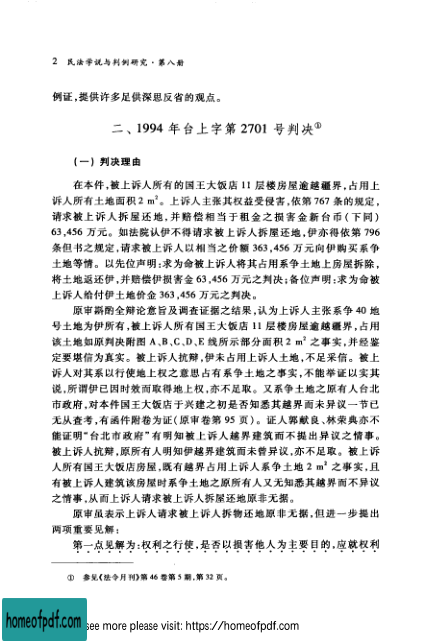 2 民法学说与判例研究·第八册
例证,提供许多足供深思反省的观点。
二、1994 年台上字第 2701 号判决①
(一) 判决理由
在本件,被上诉人所有的国王大饭店 11 层楼房屋逾越疆界,占用上
诉人所有土地面积 2 m²。上诉人主张其权益受侵害,依第 767 条的规定,
请求被上诉人拆屋还地,并赔偿相当于租金之损害金新台币(下同)
63,456 万元。如法院认伊不得请求被上诉人拆屋还地,伊亦得依第 796
条但书之规定,请求被上诉人以相当之价额 363,456 万元向伊购买系争
土地等情。以先位声明:求为命被上诉人将其占用系争土地上房屋拆除,
将土地返还伊,并赔偿伊损害金 63,456 万元之判决;备位声明:求为命被
上诉人给付伊土地价金 363,456 万元之判决。
原审斟酌全辩论意旨及调查证据之结果,认为上诉人主张系争 40 地
号土地为伊所有,被上诉人所有国王大饭店 11 层楼房屋逾越疆界,占用
该土地如原判决附图 A、B、C、D、E 线所示部分面积 2 m² 之事实,并经鉴
定要堪信为真实。被上诉人抗辩,伊未占用上诉人土地,不足采信。被上
诉人对其系以行使地上权之意思占有系争土地之事实,不能举证以实其
说,所谓伊已因时效而取得地上权,亦不足取。又系争土地之原有人台北
市政府,对本件国王大饭店于兴建之初是否知悉其越界而未异议一节已
无从查考,有函件附卷为证(原审卷第 95 页)。证人郭献良、林荣典亦不
能证明“台北市政府”有明知被上诉人越界建筑而不提出异议之情事。
被上诉人抗辩,原所有人明知伊越界建筑而未曾异议,亦不足取。被上诉
人所有国王大饭店房屋,既有越界占用上诉人系争土地 2 m² 之事实,且
有被上诉人建筑该房屋时系争土地之原所有人又无知悉其越界而不异议
之情事,从而上诉人请求被上诉人拆屋还地原非无据。
原审虽表示上诉人请求被上诉人拆物还地原非无据,但进一步提出
两项重要见解:
第一点见解为:权利之行使,是否以损害他人为主要目的,应就权利
① 参见《法令月刊》第 46 卷第 5 期,第 32 页。
homeofpdf.com
see more please visit: https://homeofpdf.com